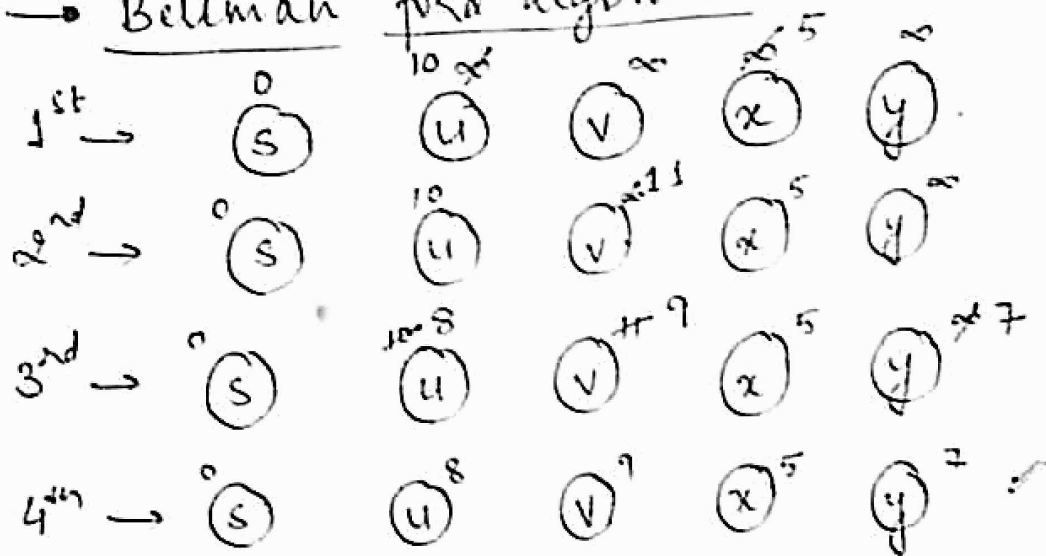 → Bellman
1st → 0 S 10 ∞ u ∞ v ∞ 5 x ∞ y
2nd → 0 S 10 u ∞ 11 v 5 x ∞ y
3rd → 0 S 10 8 u 11 9 v 5 x ∞ 7 y
4th → 0 S 8 u 9 v 5 x 7 y